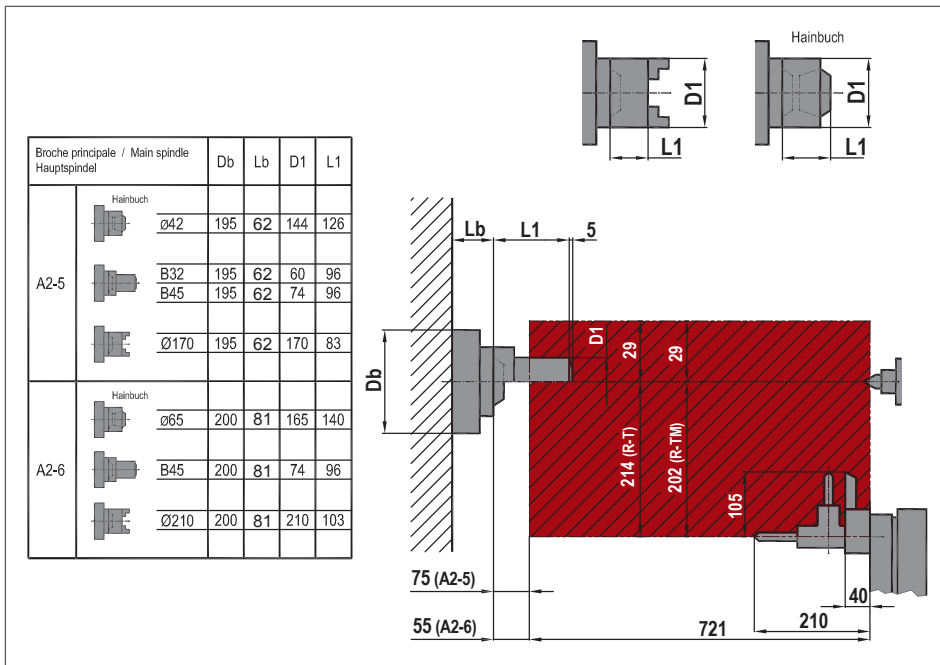 Hainbuch
D1
D1
L1
L1
Broche principale / Main spindle
Hauptspindel
Db Lb D1 L1
A2-5
Hainbuch
Ø42 195 62 144 126
B32 195 62 60 96
B45 195 62 74 96
Ø170 195 62 170 83
A2-6
Hainbuch
Ø65 200 81 165 140
B45 200 81 74 96
Ø210 200 81 210 103
Lb L1 5
Db
D1
29
29
214 (R-T)
202 (R-TM)
105
75 (A2-5)
40
210
55 (A2-6)
721